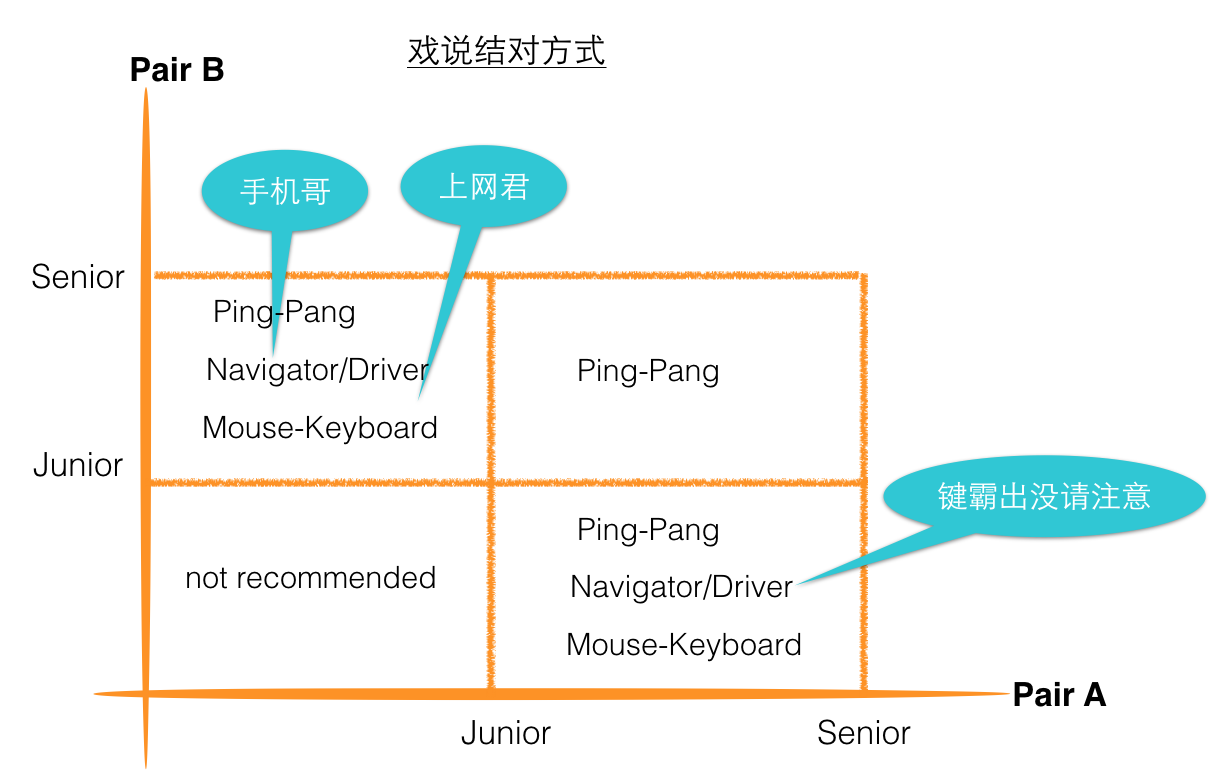 戏说结对方式
Pair B
手机哥
上网君
Senior
Ping-Pang
Navigator/Driver
Mouse-Keyboard
Ping-Pang
Junior
键霸出没请注意
not recommended
Ping-Pang
Navigator/Driver
Mouse-Keyboard
Pair A
Junior
Senior